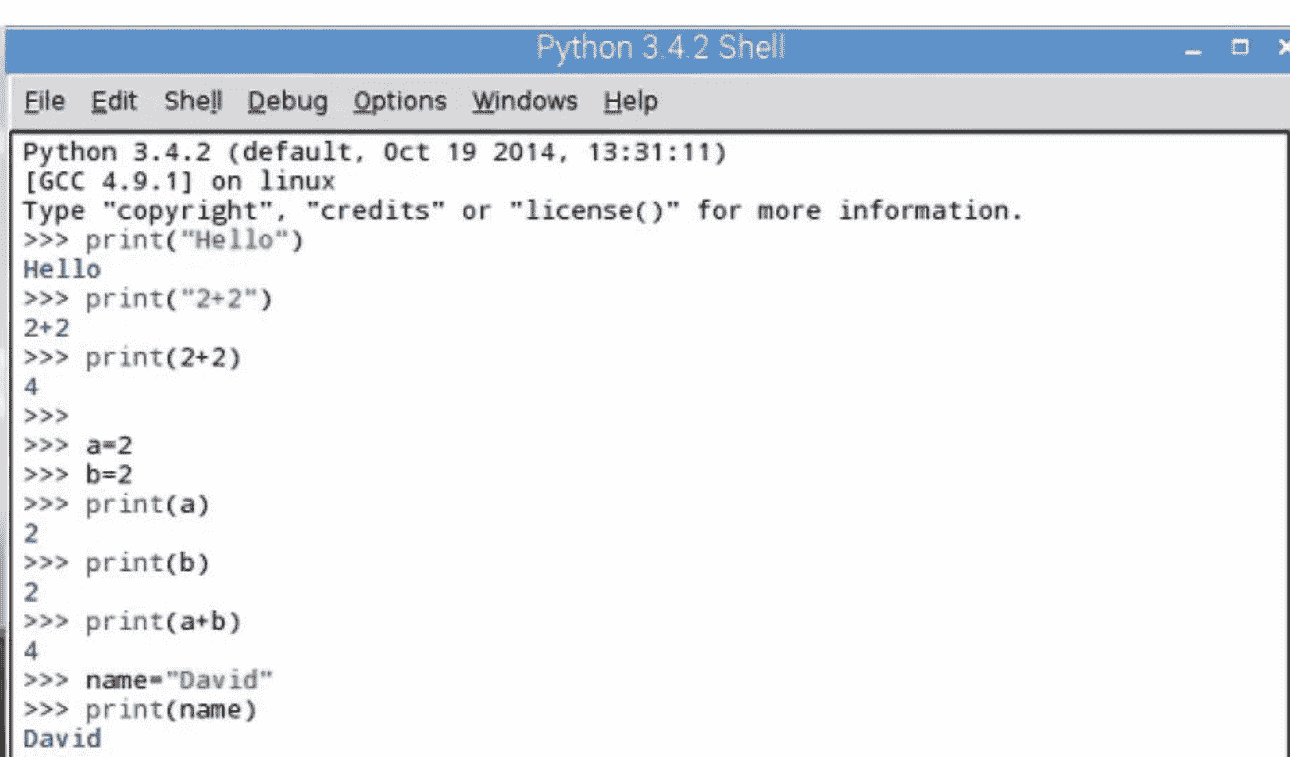 Python 3.4.2 Shell
File Edit Shell Debug Options Windows Help
Python 3.4.2 (default, Oct 19 2014, 13:31:11)
[GCC 4.9.1] on linux
Type "copyright", "credits" or "license()" for more information.
>>> print("Hello")
Hello
>>> print("2+2")
2+2
>>> print(2+2)
4
>>>
>>> a=2
>>> b=2
>>> print(a)
2
>>> print(b)
2
>>> print(a+b)
4
>>> name="David"
>>> print(name)
David